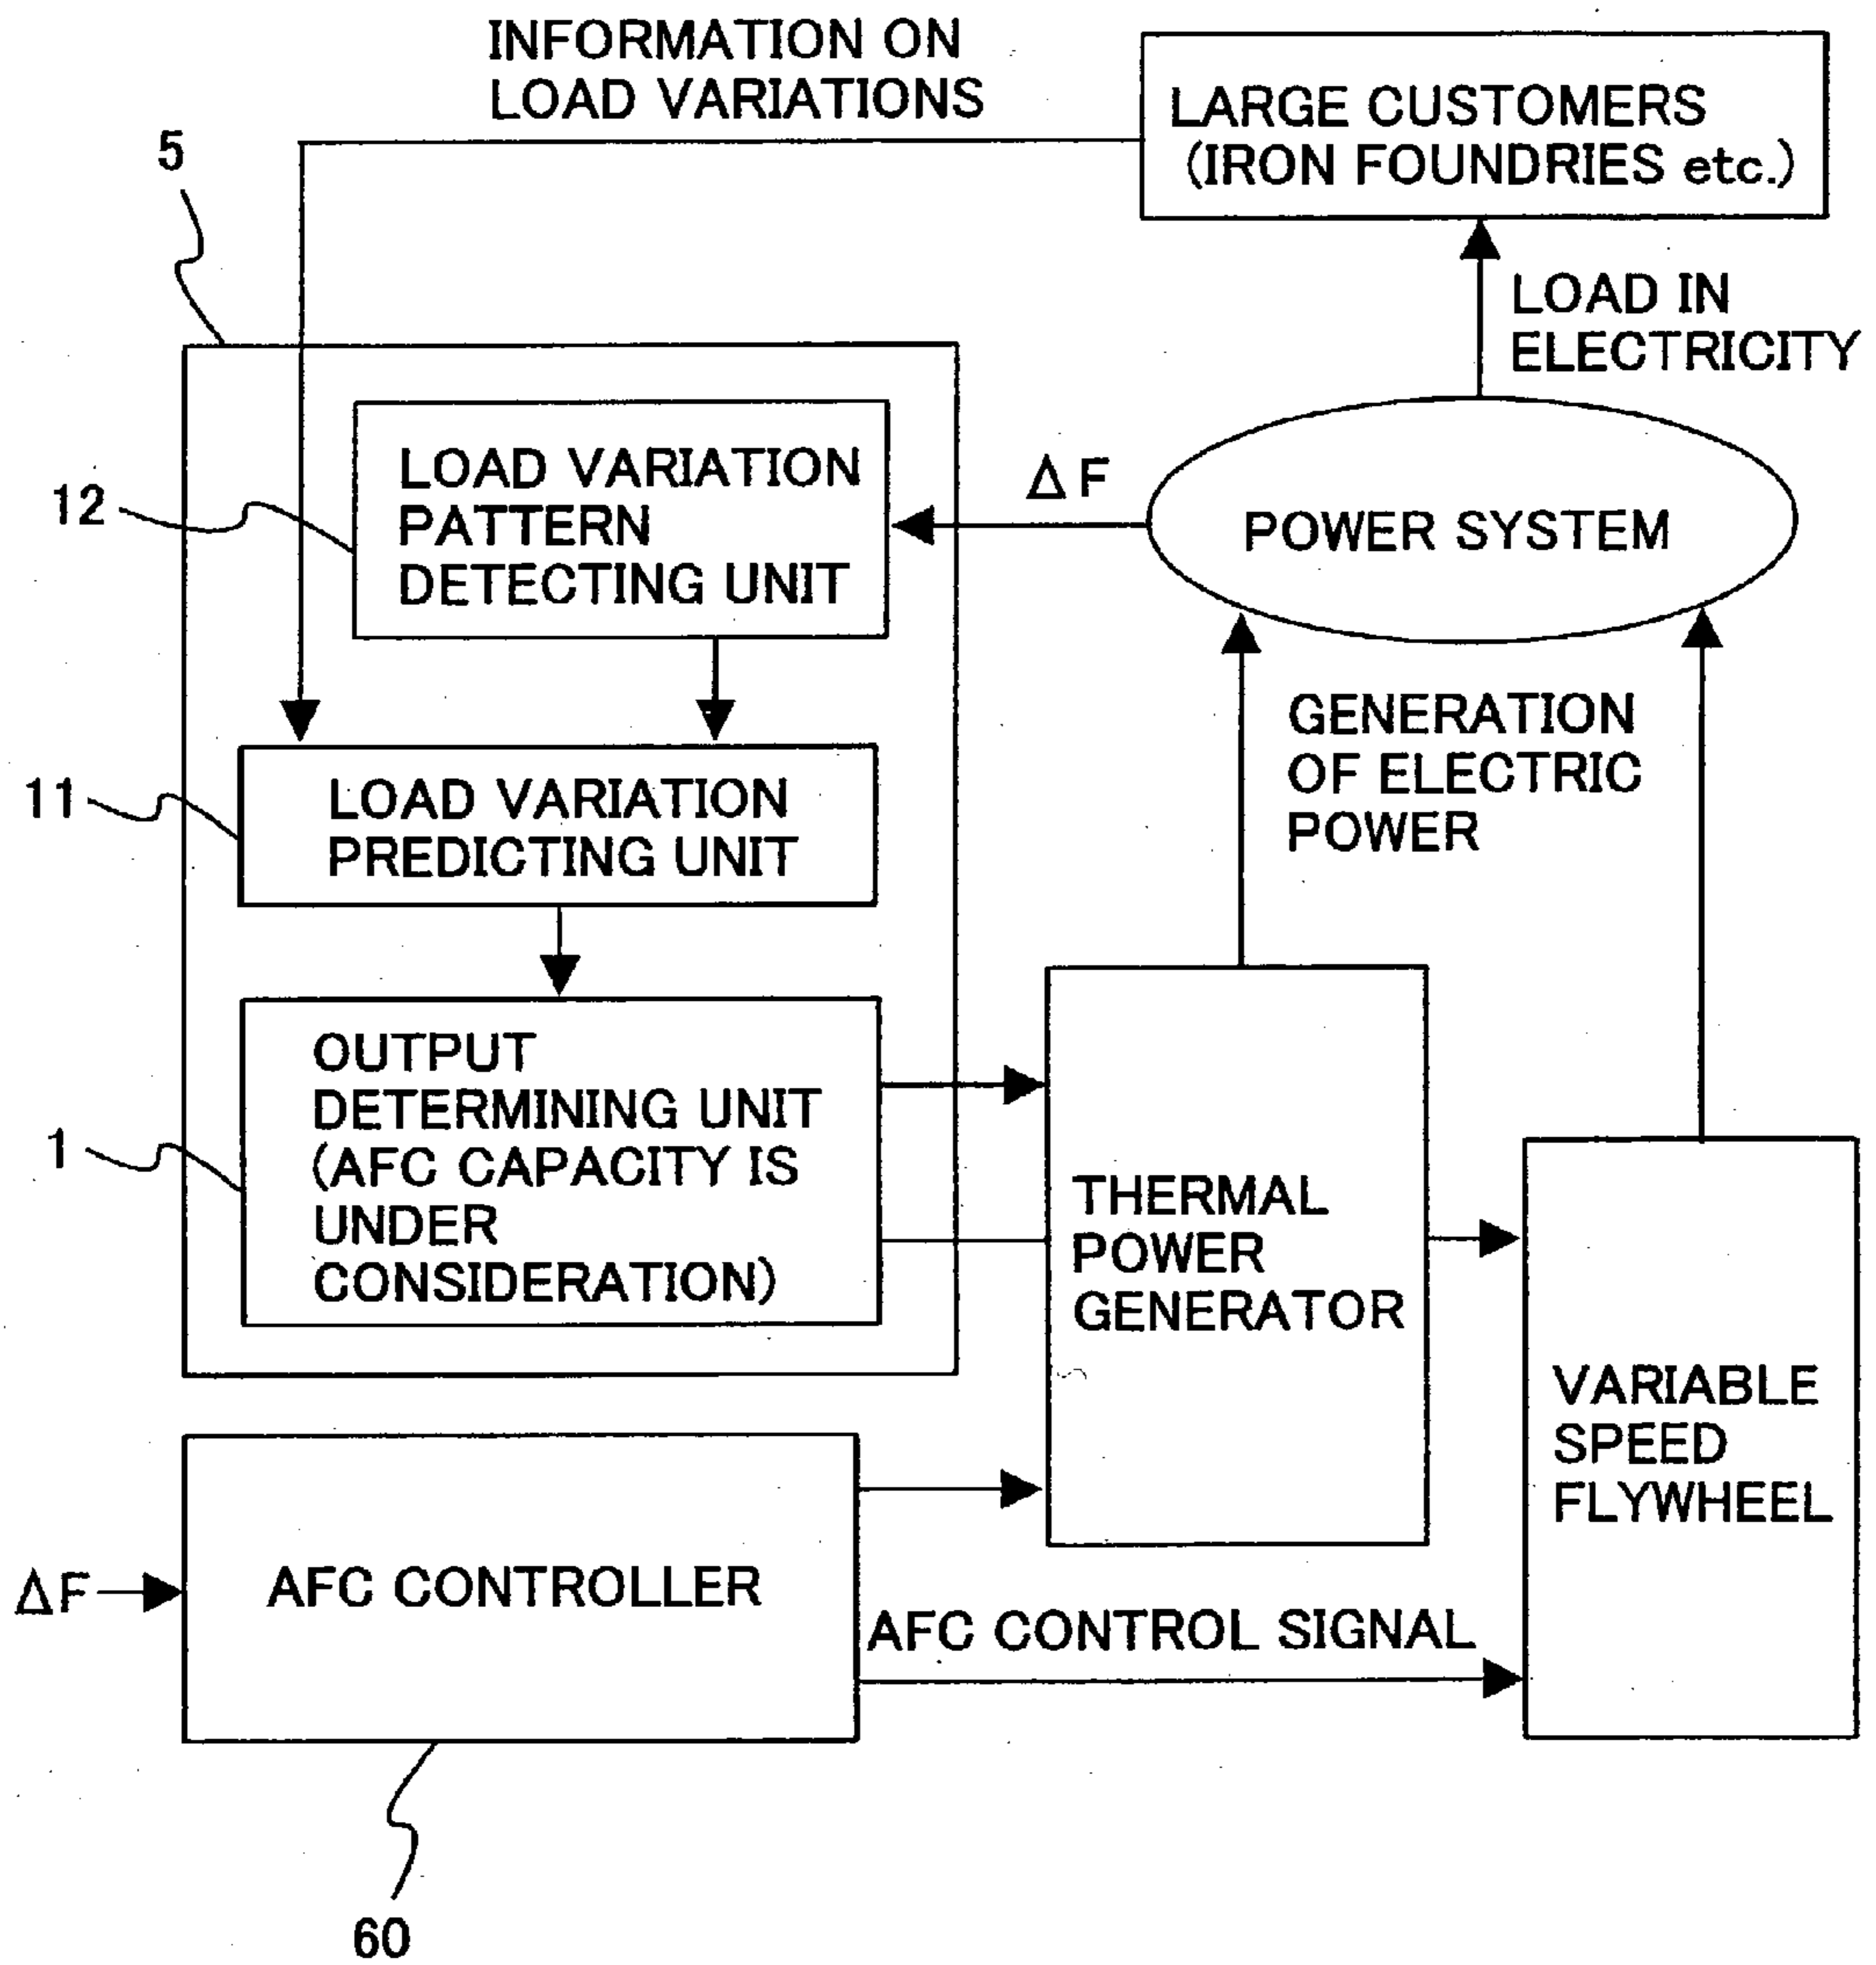 INFORMATION ON
LOAD VARIATIONS
LARGE CUSTOMERS
(IRON FOUNDRIES etc.)
5
LOAD IN
ELECTRICITY
12
LOAD VARIATION
PATTERN
DETECTING UNIT
ΔF
POWER SYSTEM
11
LOAD VARIATION
PREDICTING UNIT
GENERATION
OF ELECTRIC
POWER
1
OUTPUT
DETERMINING UNIT
(AFC CAPACITY IS
UNDER
CONSIDERATION)
THERMAL
POWER
GENERATOR
VARIABLE
SPEED
FLYWHEEL
ΔF
AFC CONTROLLER
AFC CONTROL SIGNAL
60